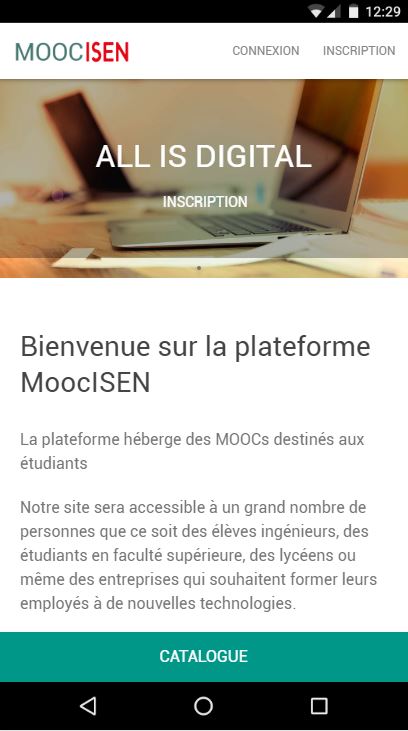 12:29
MOOCISEN CONNEXION INSCRIPTION
ALL IS DIGITAL
INSCRIPTION
Bienvenue sur la plateforme
MoocISEN
La plateforme héberge des MOOCs destinés aux
étudiants
Notre site sera accessible à un grand nombre de
personnes que ce soit des élèves ingénieurs, des
étudiants en faculté supérieure, des lycéens ou
même des entreprises qui souhaitent former leurs
employés à de nouvelles technologies.
CATALOGUE